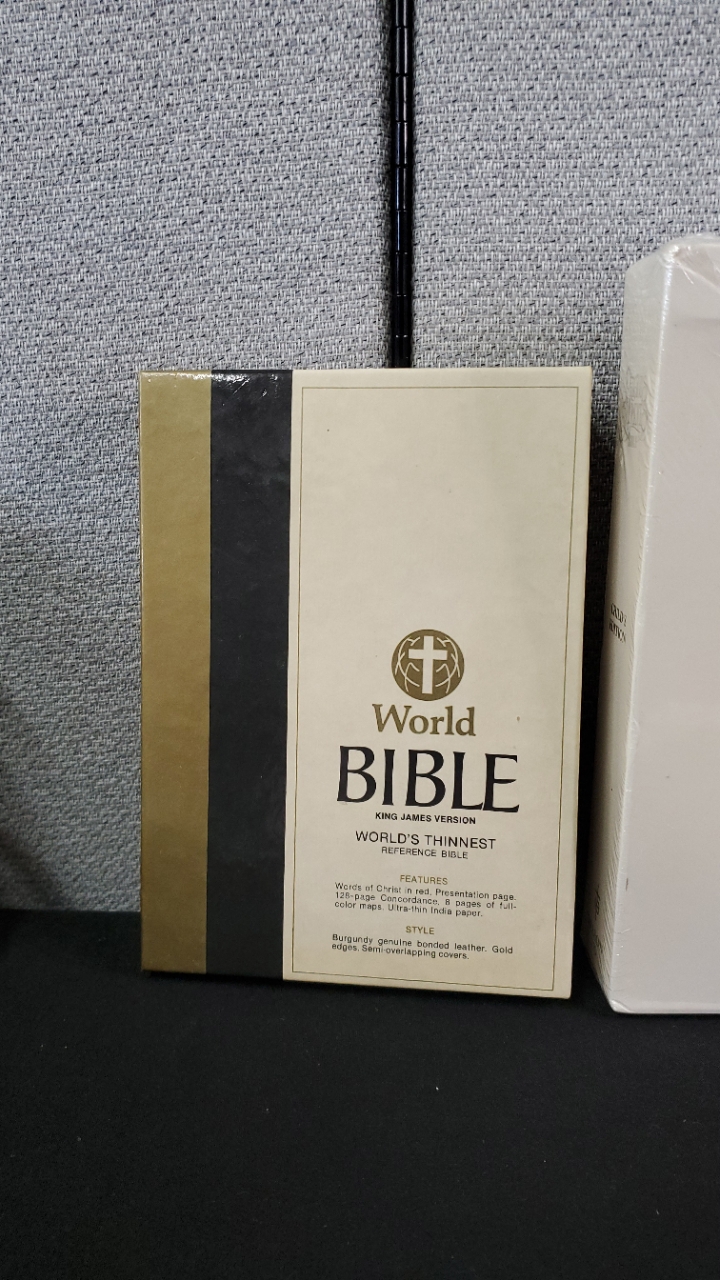 World
BIBLE
KING JAMES VERSION
WORLD'S THINNEST
REFERENCE BIBLE
FEATURES
Words of Christ in red. Presentation page.
128-page Concordance. 8 pages of full-
color maps. Ultra-thin India paper.
STYLE
Burgundy genuine bonded leather. Gold
edges. Semi-overlapping covers.